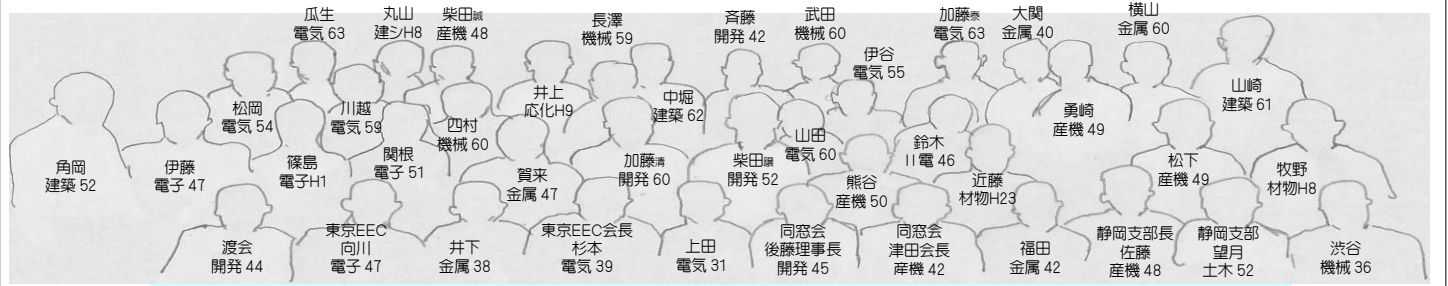 瓜生
電気 63
丸山
建シH8
柴田誠
産機 48
長澤
機械 59
斉藤
開発 42
武田
機械 60
伊谷
電気 55
加藤泰
電気 63
大関
金属 40
横山
金属 60
松岡
電気 54
川越
電気 59
四村
機械 60
井上
応化H9
中堀
建築 62
山田
電気 60
勇崎
産機 49
山崎
建築 61
角岡
建築 52
伊藤
電子 47
篠島
電子H1
関根
電子 51
賀来
金属 47
加藤清
開発 60
柴田譲
開発 52
熊谷
産機 50
鈴木
II電 46
近藤
材物H23
松下
産機 49
牧野
材物H8
渡会
開発 44
東京EEC
向川
電子 47
井下
金属 38
東京EEC会長
杉本
電気 39
上田
電気 31
同窓会
後藤理事長
開発 45
同窓会
津田会長
産機 42
福田
金属 42
静岡支部長
佐藤
産機 48
静岡支部
望月
土木 52
渋谷
機械 36